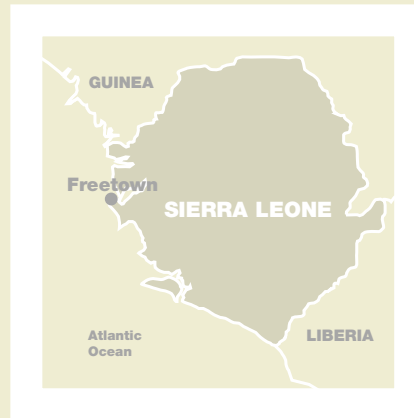 GUINEA
Freetown
SIERRA LEONE
LIBERIA
Atlantic
Ocean